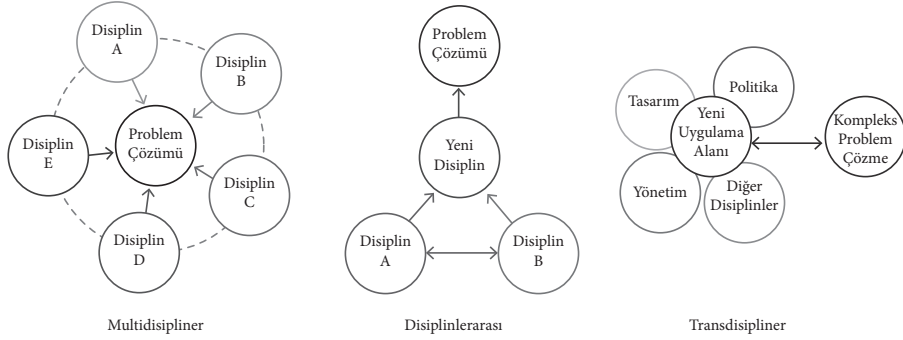 Disiplin
A
Disiplin
B
Problem
Çözümü
Disiplin
E
Disiplin
C
Disiplin
D
Multidisipliner
Problem
Çözümü
Yeni
Disiplin
Disiplin
A
Disiplin
B
Disiplinlerarası
Tasarım
Politika
Yeni
Uygulama
Alanı
Kompleks
Problem
Çözme
Yönetim
Diğer
Disiplinler
Transdisipliner